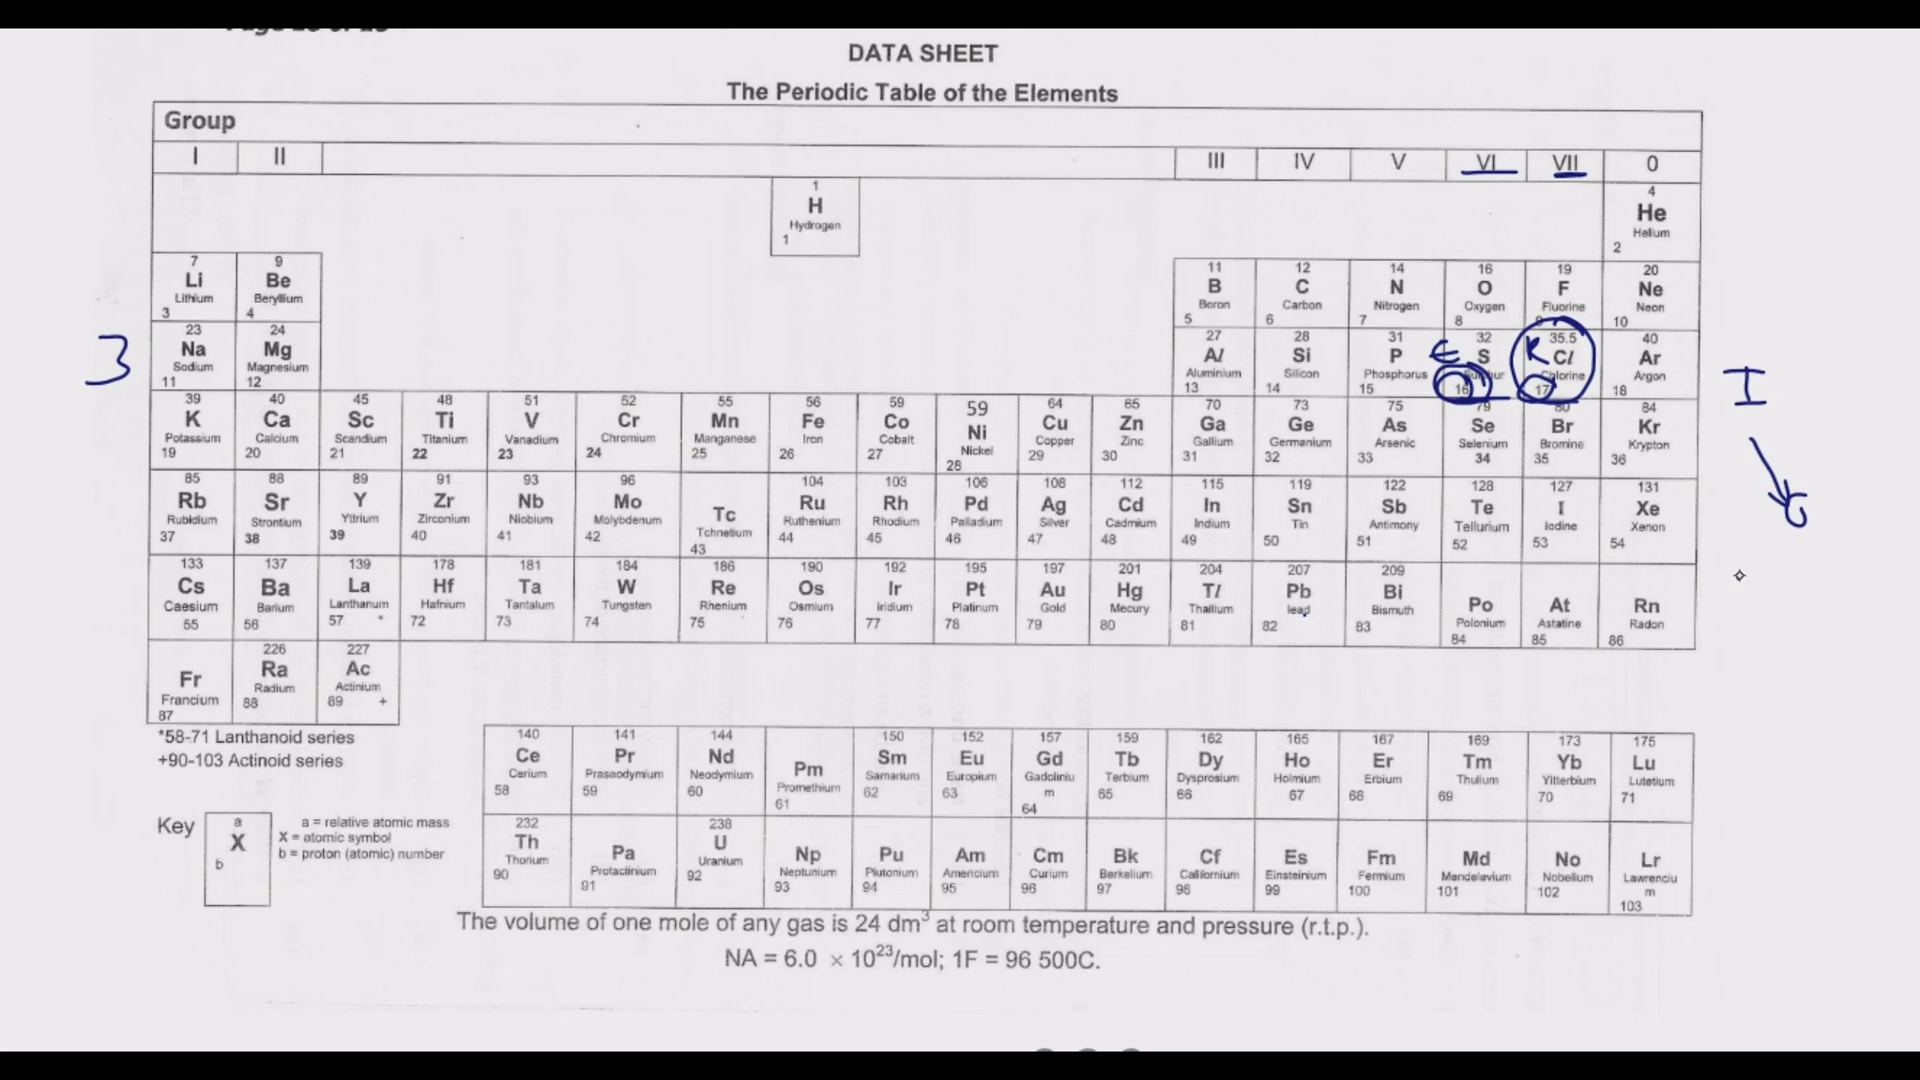 DATA SHEET
The Periodic Table of the Elements
Group
I II III IV V VI VII 0
1 4
H He
Hydrogen Helium
1 2
7 9 11 12 14 16 19 20
Li Be B C N O F Ne
Lithium Beryllium Boron Carbon Nitrogen Oxygen Fluorine Neon
3 4 5 6 7 8 9 10
23 24 27 28 31 32 35.5 40
3 Na Mg Al Si P E S K Cl Ar I
Sodium Magnesium Aluminium Silicon Phosphorus Sulphur Chlorine Argon
11 12 13 14 15 16 17 18
39 40 45 48 51 52 55 56 59 59 64 65 70 73 75 79 80 84
K Ca Sc Ti V Cr Mn Fe Co Ni Cu Zn Ga Ge As Se Br Kr
Potassium Calcium Scandium Titanium Vanadium Chromium Manganese Iron Cobalt Nickel Copper Zinc Gallium Germanium Arsenic Selenium Bromine Krypton
19 20 21 22 23 24 25 26 27 28 29 30 31 32 33 34 35 36
85 88 89 91 93 96 104 103 106 108 112 115 119 122 128 127 131
Rb Sr Y Zr Nb Mo Tc Ru Rh Pd Ag Cd In Sn Sb Te I Xe G
Rubidium Strontium Yttrium Zirconium Niobium Molybdenum Tchnetium Ruthenium Rhodium Palladium Silver Cadmium Indium Tin Antimony Tellurium Iodine Xenon
37 38 39 40 41 42 43 44 45 46 47 48 49 50 51 52 53 54
133 137 139 178 181 184 186 190 192 195 197 201 204 207 209
Cs Ba La Hf Ta W Re Os Ir Pt Au Hg Tl Pb Bi Po At Rn
Caesium Barium Lanthanum Hafnium Tantalum Tungsten Rhenium Osmium Iridium Platinum Gold Mecury Thallium lead Bismuth Polonium Astatine Radon
55 56 57 * 72 73 74 75 76 77 78 79 80 81 82 83 84 85 86
226 227
Fr Ra Ac
Francium Radium Actinium
87 88 89 +
*58-71 Lanthanoid series
+90-103 Actinoid series
140 141 144 150 152 157 159 162 165 167 169 173 175
Ce Pr Nd Pm Sm Eu Gd Tb Dy Ho Er Tm Yb Lu
Cerium Praseodymium Neodymium Promethium Samarium Europium Gadoliniu m Terbium Dysprosium Holmium Erbium Thulium Ytterbium Lutetium
58 59 60 61 62 63 64 65 66 67 68 69 70 71
232 238
Th Pa U Np Pu Am Cm Bk Cf Es Fm Md No Lr
Thorium Protactinium Uranium Neptunium Plutonium Americium Curium Berkelium Californium Einsteinium Fermium Mendelevium Nobelium Lawrenciu m
90 91 92 93 94 95 96 97 98 99 100 101 102 103
Key
a
X
b
a = relative atomic mass
X = atomic symbol
b = proton (atomic) number
The volume of one mole of any gas is 24 dm³ at room temperature and pressure (r.t.p.).
NA = 6.0 × 10²³/mol; 1F = 96 500C.